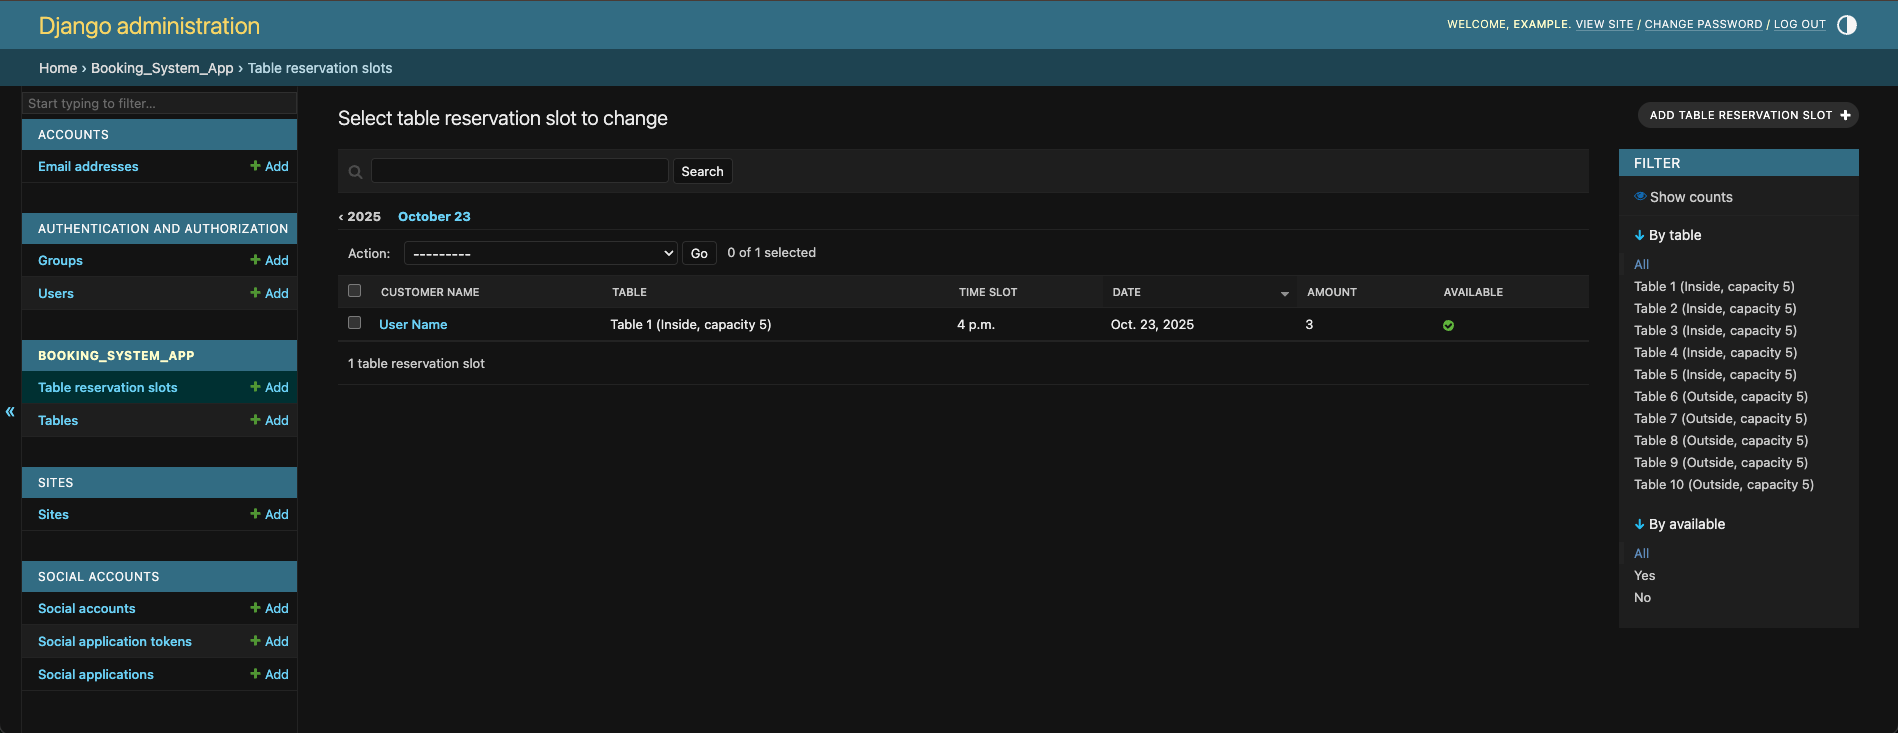 Django administration
WELCOME, EXAMPLE. VIEW SITE / CHANGE PASSWORD / LOG OUT
Home › Booking_System_App › Table reservation slots
Start typing to filter...
ACCOUNTS
Email addresses + Add
AUTHENTICATION AND AUTHORIZATION
Groups + Add
Users + Add
BOOKING_SYSTEM_APP
Table reservation slots + Add
Tables + Add
SITES
Sites + Add
SOCIAL ACCOUNTS
Social accounts + Add
Social application tokens + Add
Social applications + Add
«
Select table reservation slot to change
ADD TABLE RESERVATION SLOT +
Search
‹ 2025 October 23
Action: --------- Go 0 of 1 selected
CUSTOMER NAME TABLE TIME SLOT DATE AMOUNT AVAILABLE
User Name Table 1 (Inside, capacity 5) 4 p.m. Oct. 23, 2025 3
1 table reservation slot
FILTER
Show counts
↓ By table
All
Table 1 (Inside, capacity 5)
Table 2 (Inside, capacity 5)
Table 3 (Inside, capacity 5)
Table 4 (Inside, capacity 5)
Table 5 (Inside, capacity 5)
Table 6 (Outside, capacity 5)
Table 7 (Outside, capacity 5)
Table 8 (Outside, capacity 5)
Table 9 (Outside, capacity 5)
Table 10 (Outside, capacity 5)
↓ By available
All
Yes
No